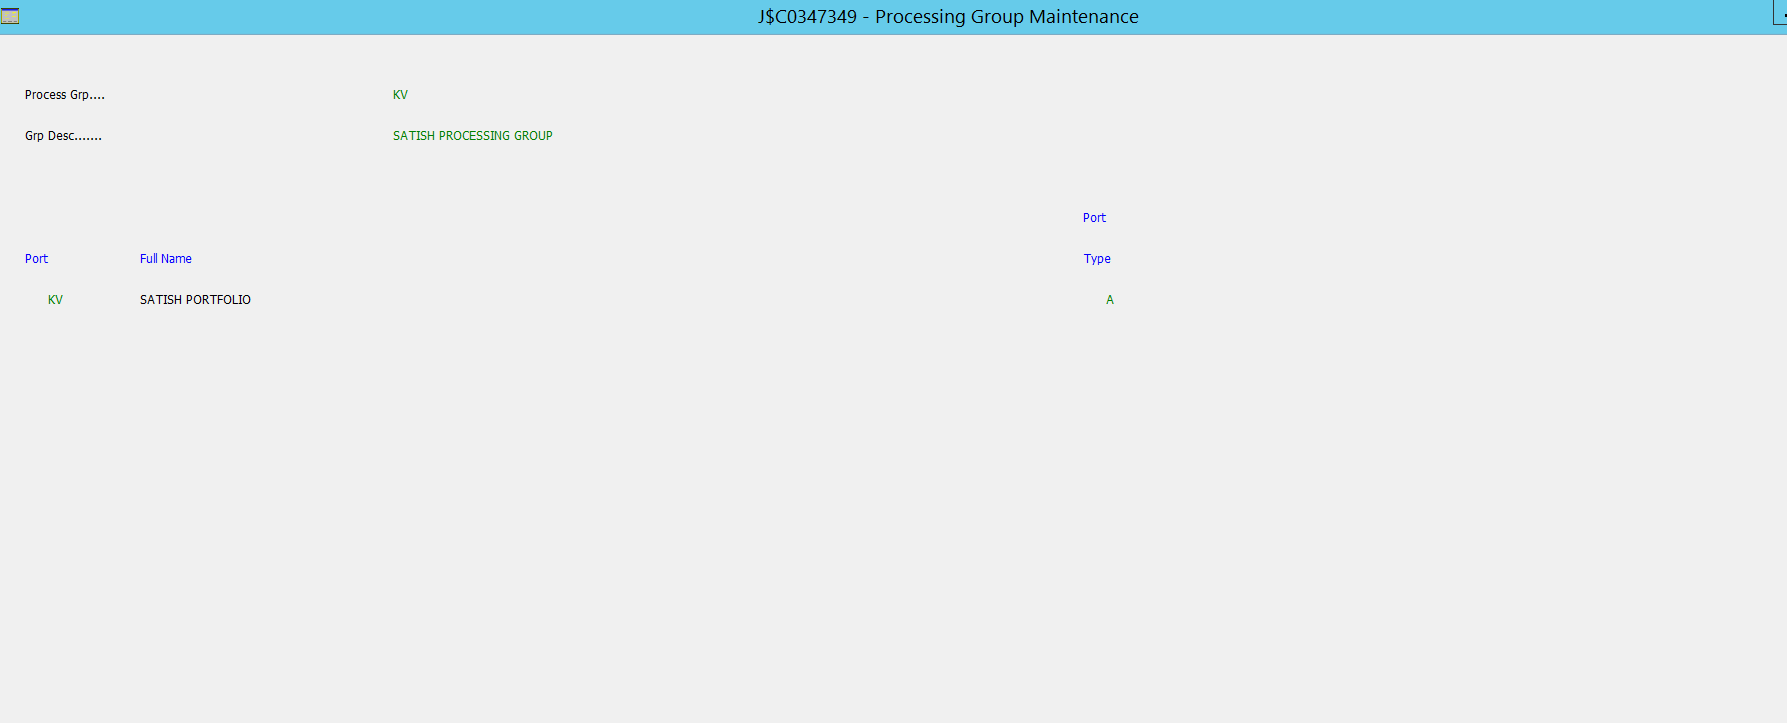 J$C0347349 - Processing Group Maintenance
Process Grp.... KV
Grp Desc....... SATISH PROCESSING GROUP
Port
Port Full Name Type
KV SATISH PORTFOLIO A